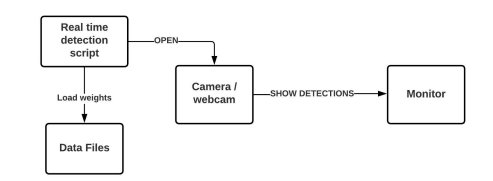 Real time
detection
script
OPEN
Load weights
Camera /
webcam
SHOW DETECTIONS
Monitor
Data Files